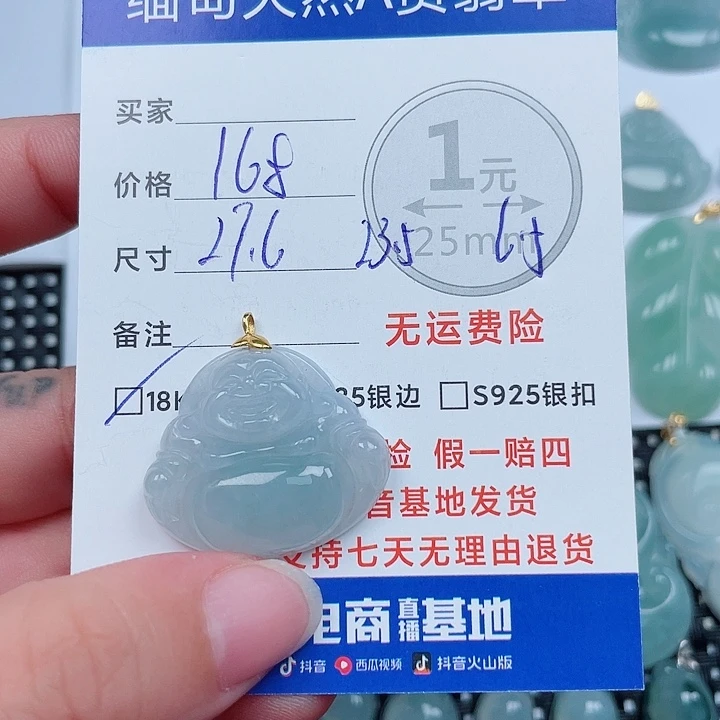 缅甸天然A货翡翠
买家
价格 168
1元
25mm
尺寸 27.6 23.5 6.5
备注
无运费险
18K 25银边 S925银扣
检 假一赔四
音基地发货
支持七天无理由退货
电商直播基地
抖音 西瓜视频 抖音火山版